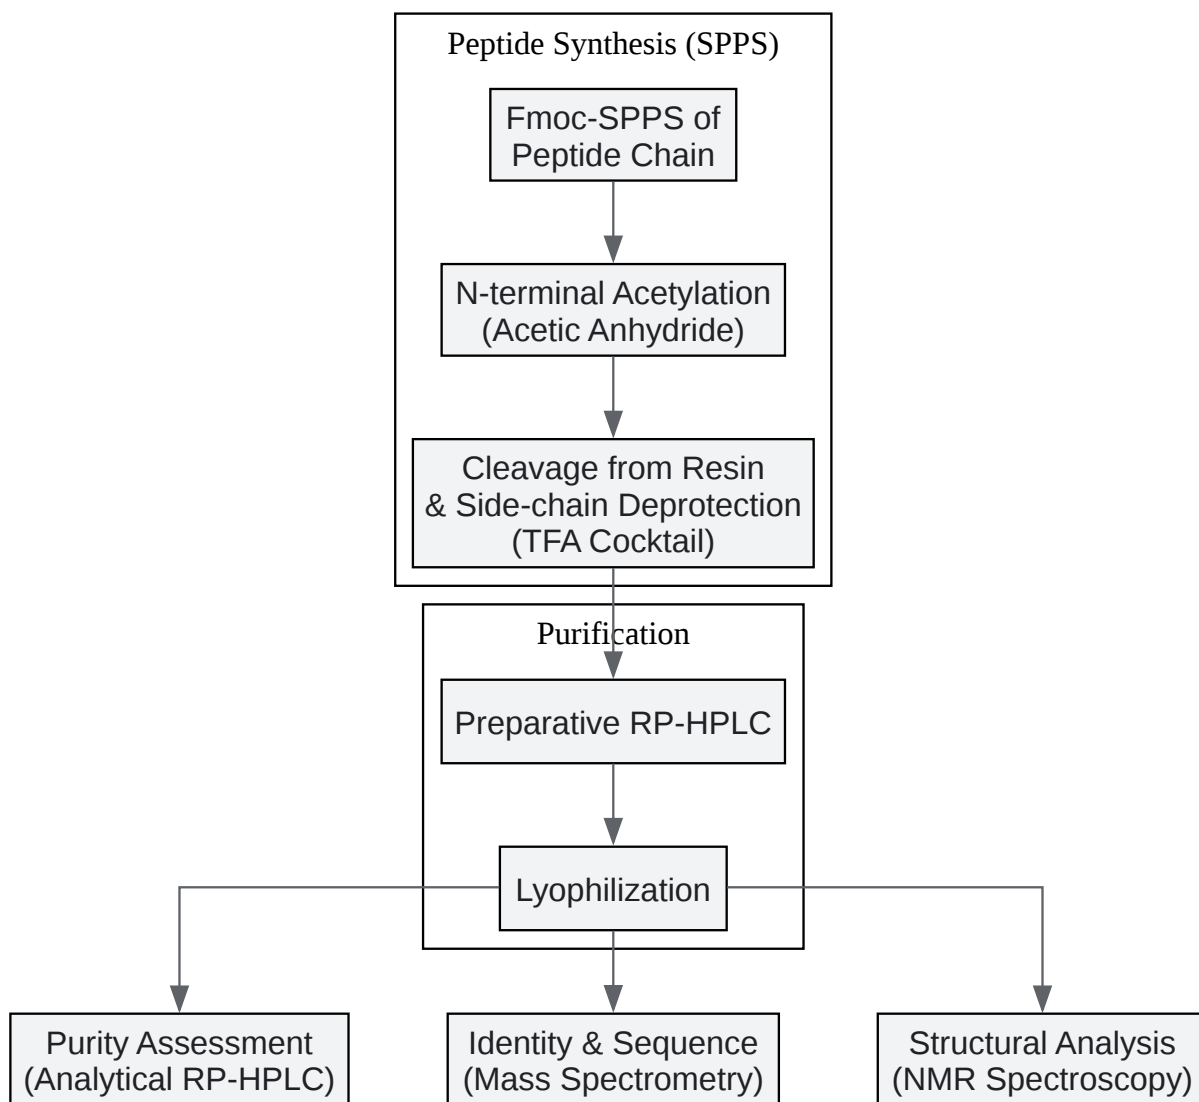 Peptide Synthesis (SPPS)
Fmoc-SPPS of
Peptide Chain
N-terminal Acetylation
(Acetic Anhydride)
Cleavage from Resin
& Side-chain Deprotection
(TFA Cocktail)
Purification
Preparative RP-HPLC
Lyophilization
Purity Assessment
(Analytical RP-HPLC)
Identity & Sequence
(Mass Spectrometry)
Structural Analysis
(NMR Spectroscopy)